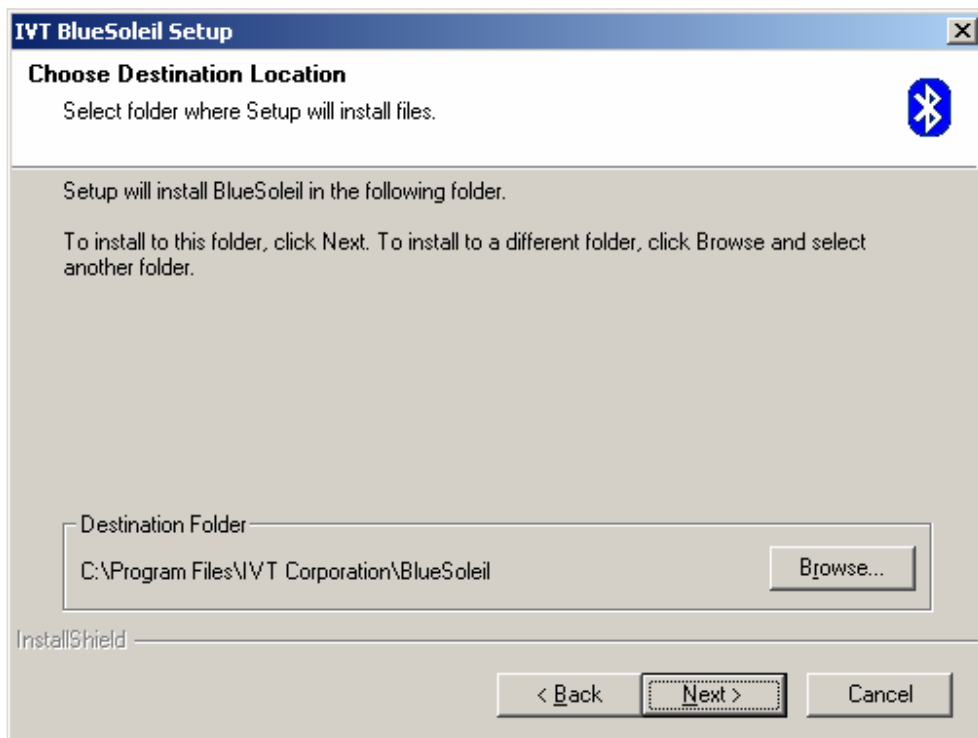 IVT BlueSoleil Setup
Choose Destination Location
Select folder where Setup will install files.
Setup will install BlueSoleil in the following folder.
To install to this folder, click Next. To install to a different folder, click Browse and select
another folder.
Destination Folder
C:\Program Files\IVT Corporation\BlueSoleil
Browse...
InstallShield
< Back
Next >
Cancel